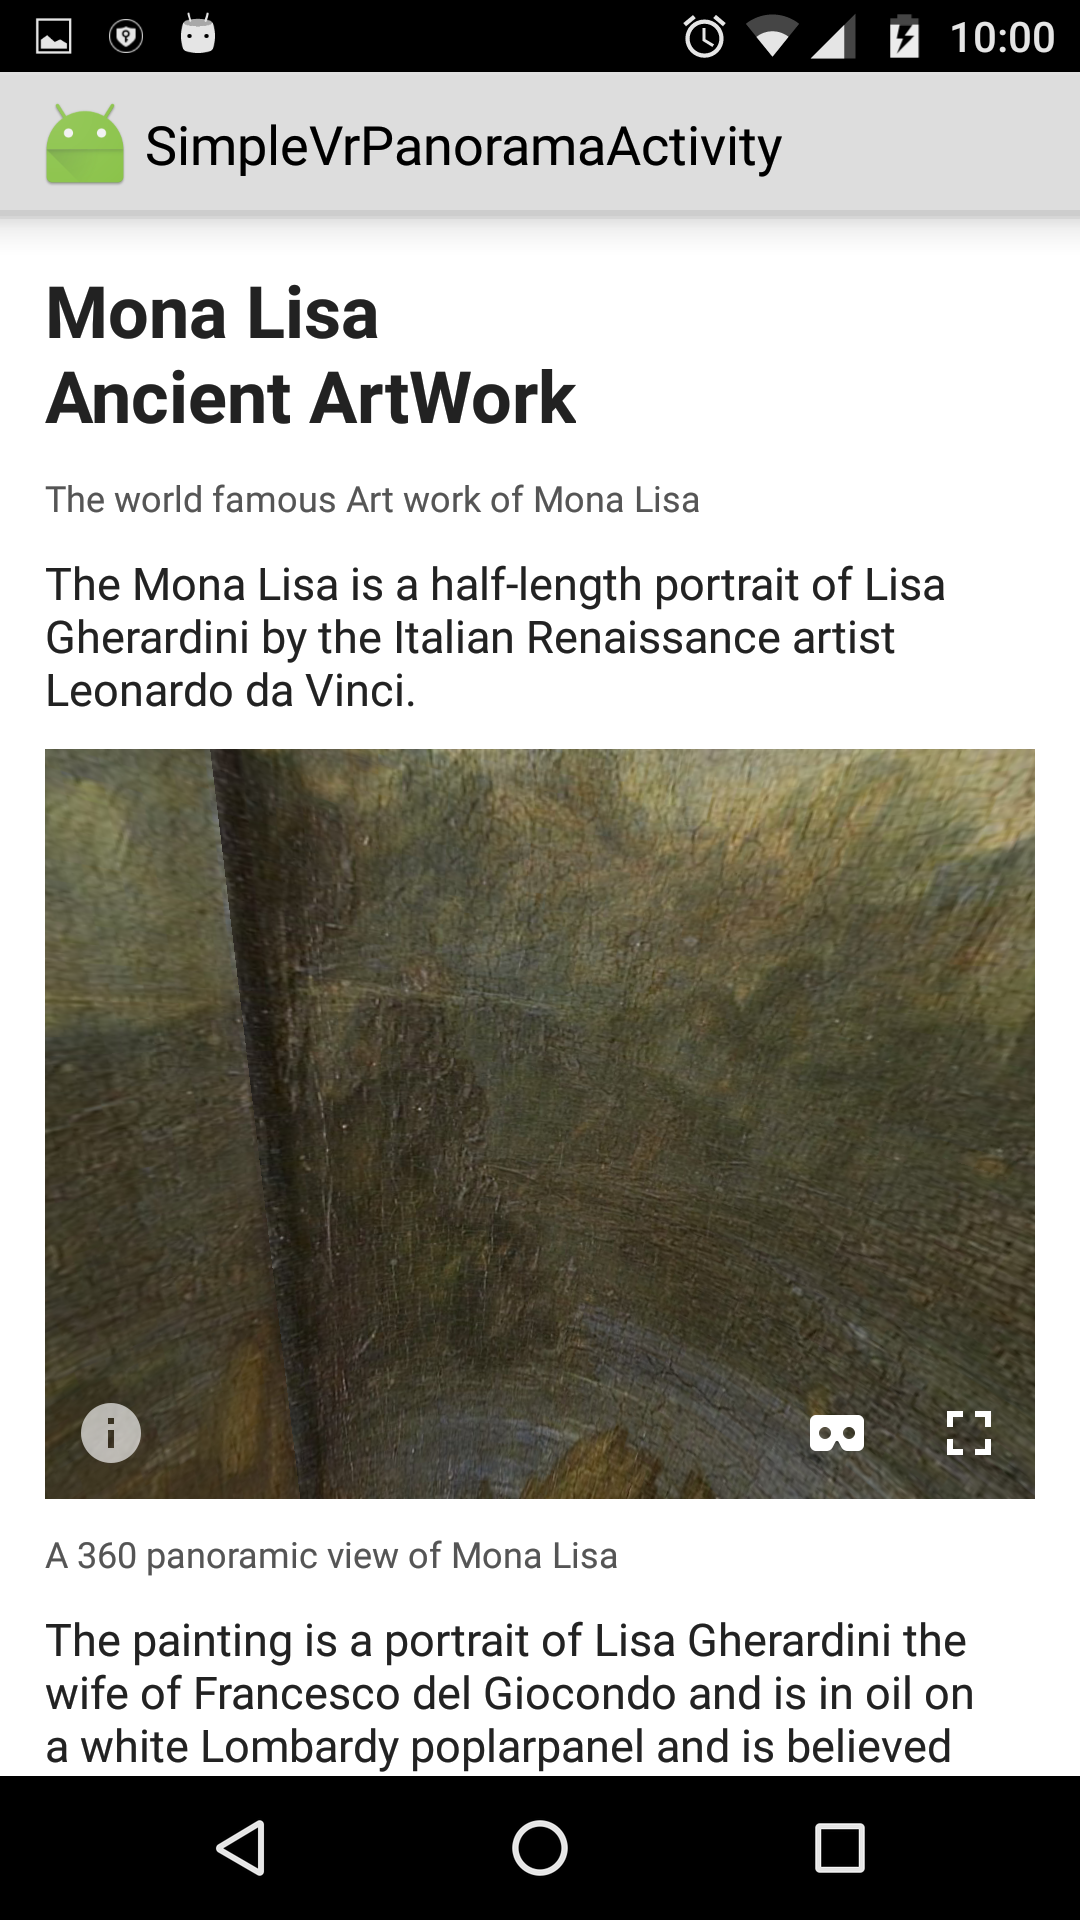 10:00
SimpleVrPanoramaActivity
Mona Lisa
Ancient ArtWork
The world famous Art work of Mona Lisa
The Mona Lisa is a half-length portrait of Lisa
Gherardini by the Italian Renaissance artist
Leonardo da Vinci.
A 360 panoramic view of Mona Lisa
The painting is a portrait of Lisa Gherardini the
wife of Francesco del Giocondo and is in oil on
a white Lombardy poplarpanel and is believed